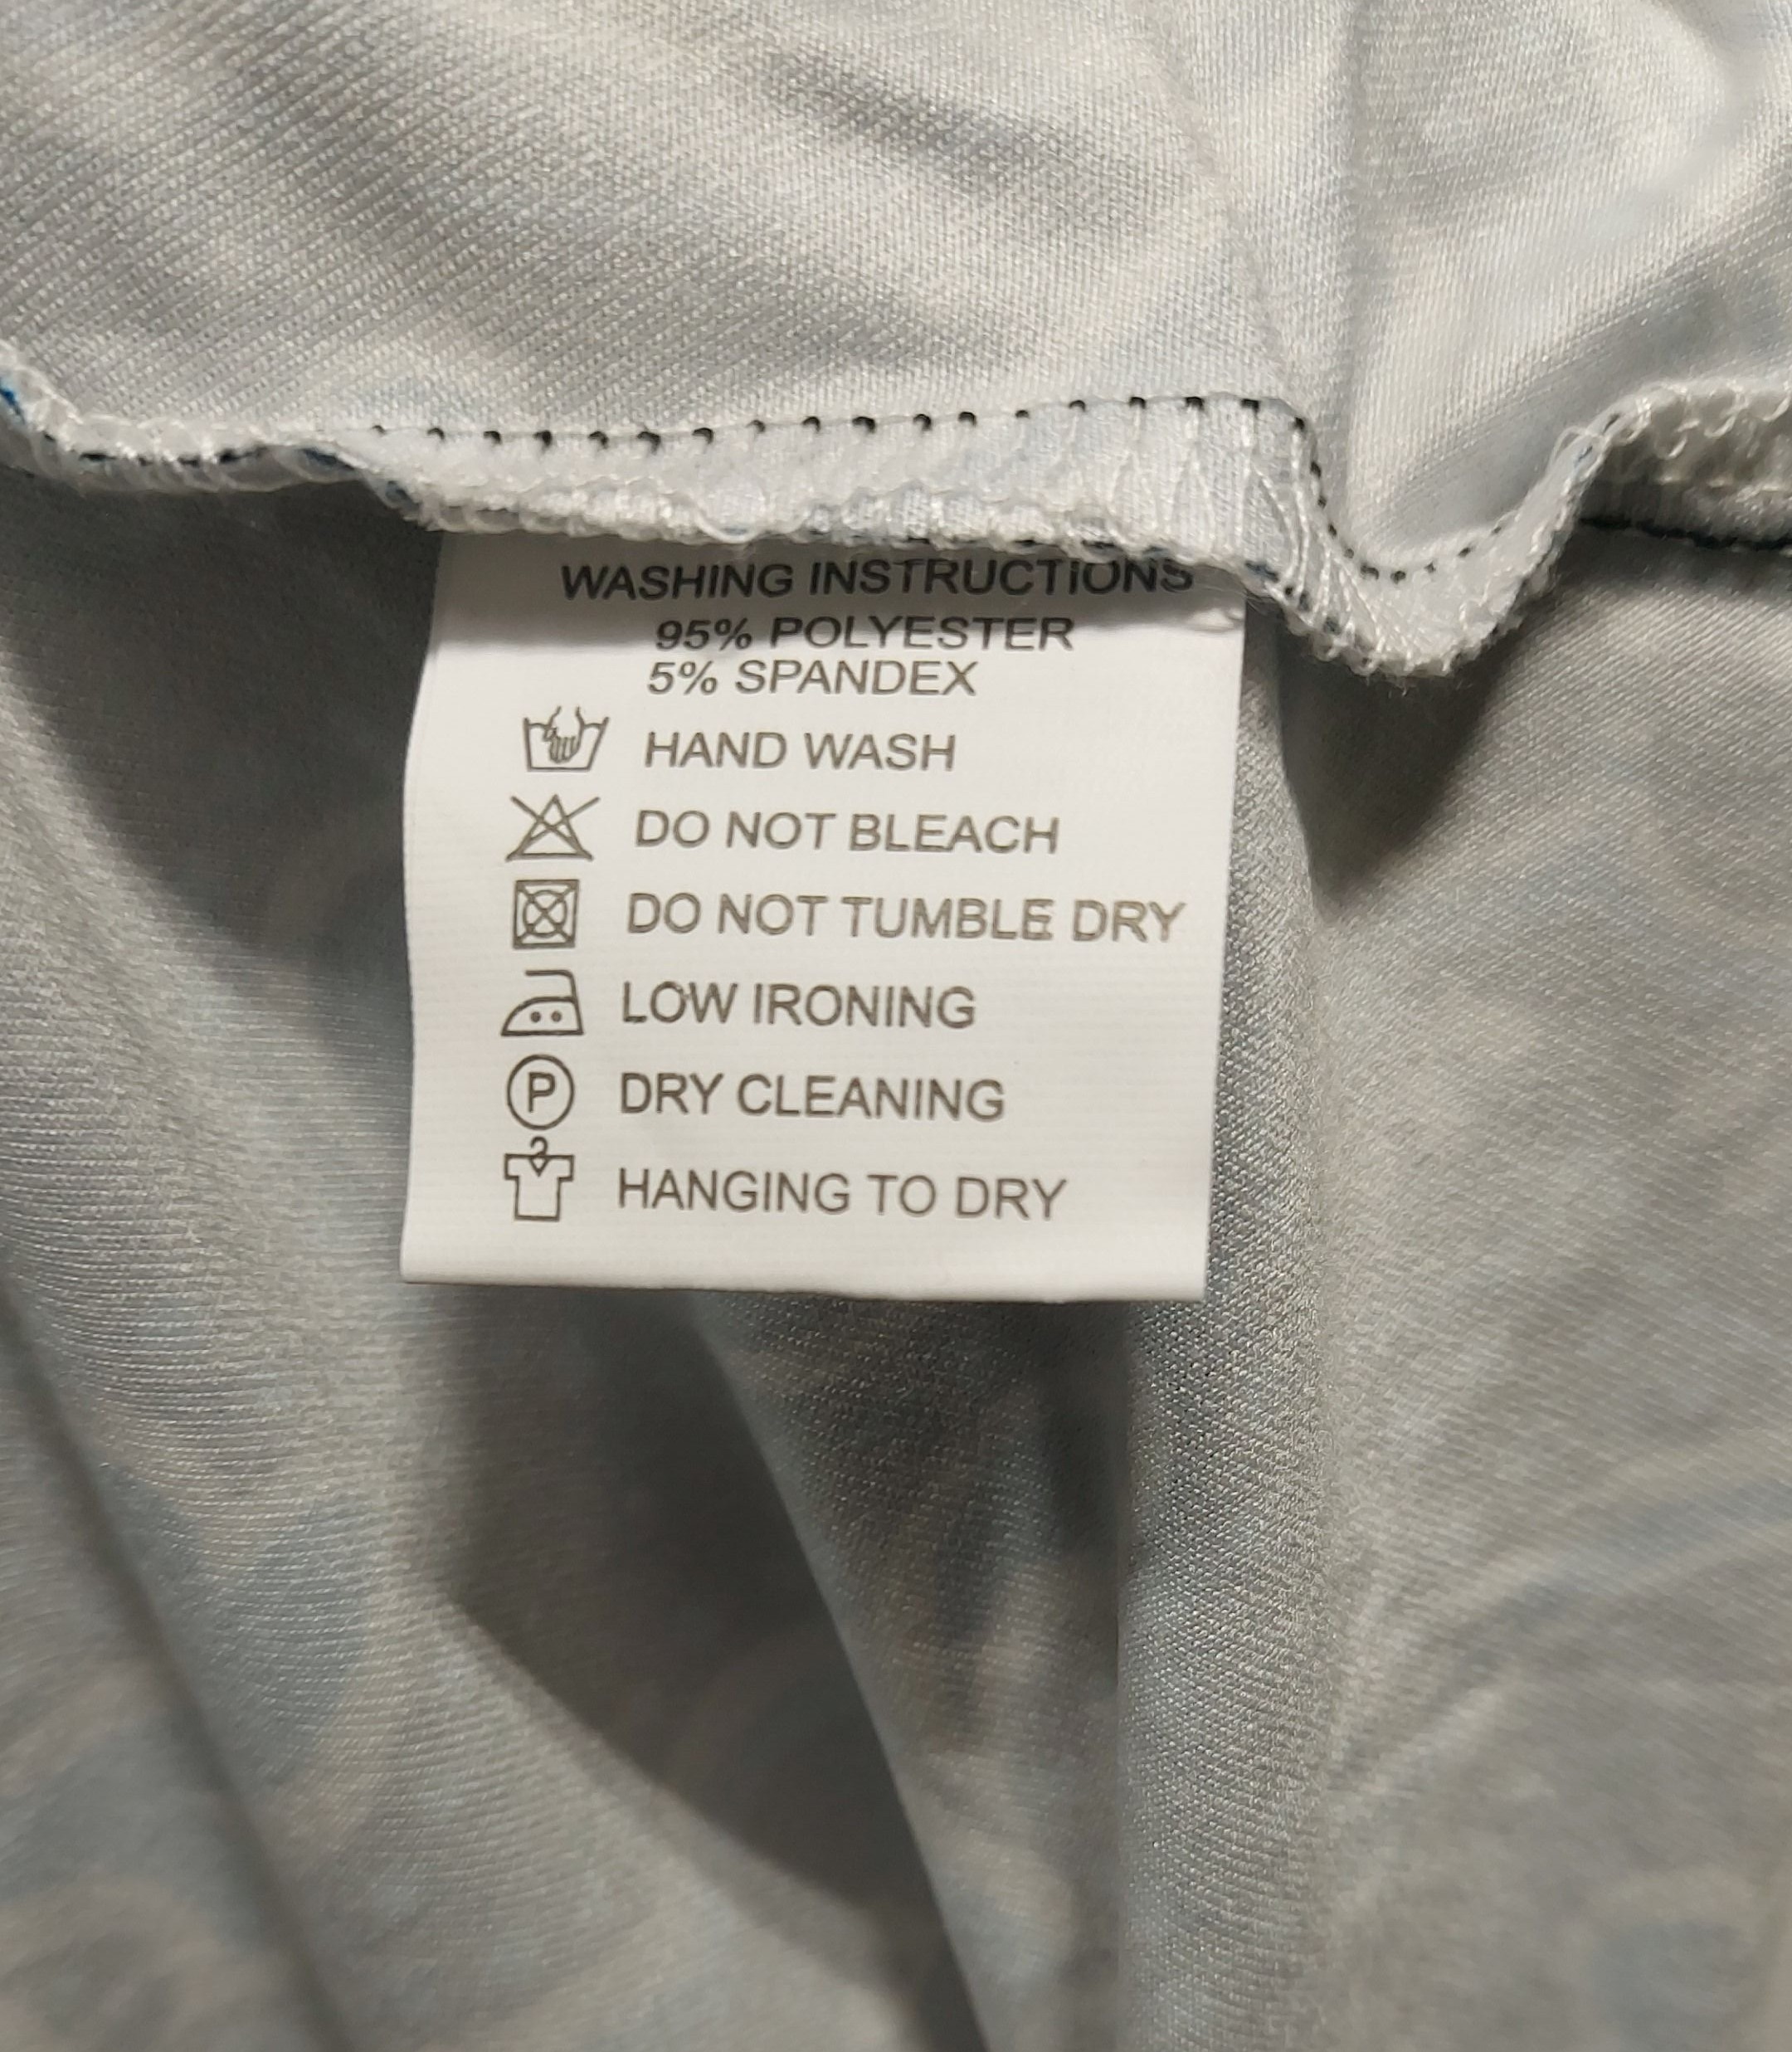 WASHING INSTRUCTIONS
95% POLYESTER
5% SPANDEX
HAND WASH
DO NOT BLEACH
DO NOT TUMBLE DRY
LOW IRONING
P DRY CLEANING
HANGING TO DRY